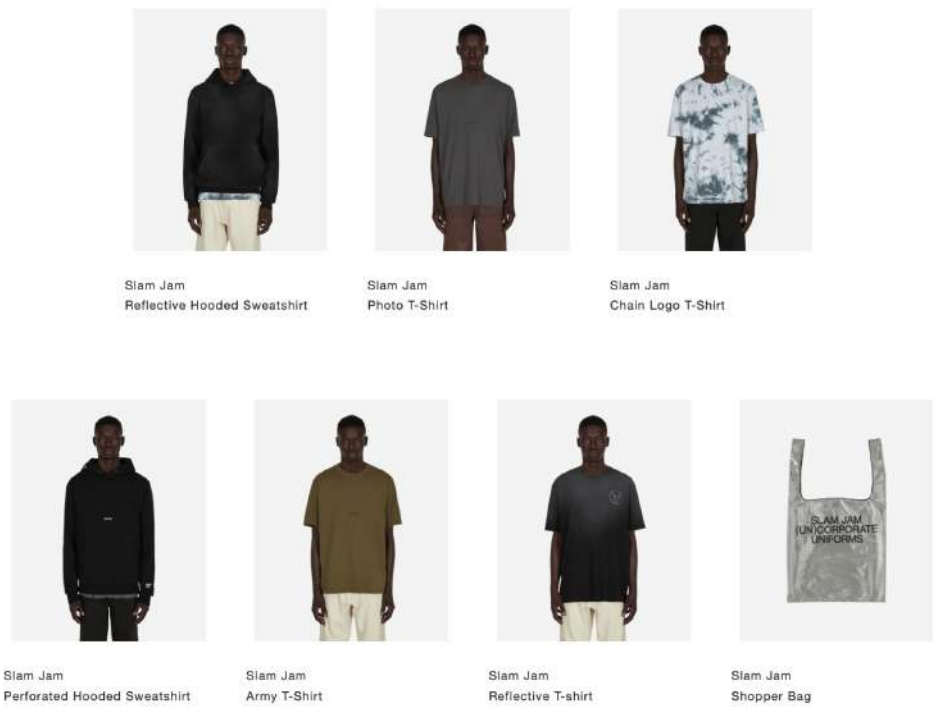 Slam Jam
Reflective Hooded Sweatshirt
Slam Jam
Photo T-Shirt
Slam Jam
Chain Logo T-Shirt
SLAM JAM
(UN)CORPORATE
UNIFORMS
Slam Jam
Perforated Hooded Sweatshirt
Slam Jam
Army T-Shirt
Slam Jam
Reflective T-shirt
Slam Jam
Shopper Bag